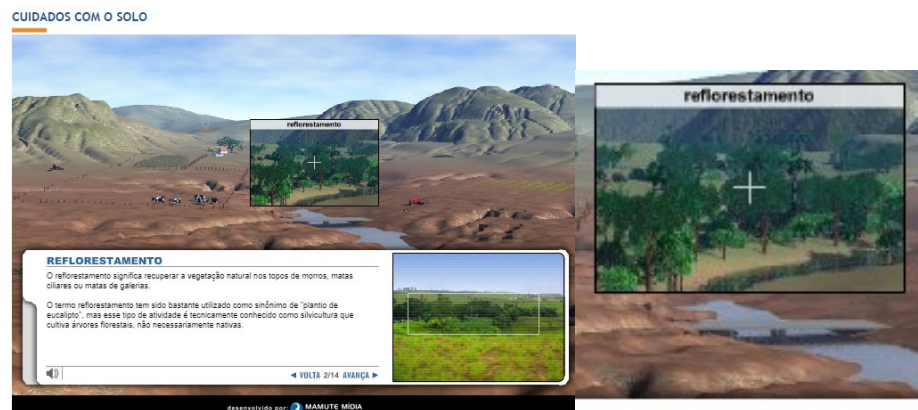 CUIDADOS COM O SOLO
reflorestamento
reflorestamento
REFLORESTAMENTO
O reflorestamento significa recuperar a vegetação natural nos topos de morros, matas
ciliares ou matas de galerias.
O termo reflorestamento tem sido bastante utilizado como sinônimo de "plantio de
eucalipto", mas esse tipo de atividade é tecnicamente conhecido como silvicultura que
cultiva árvores florestais, não necessariamente nativas.
◄ VOLTA 2/14 AVANÇA ►
desenvolvido por: MAMUTE MÍDIA